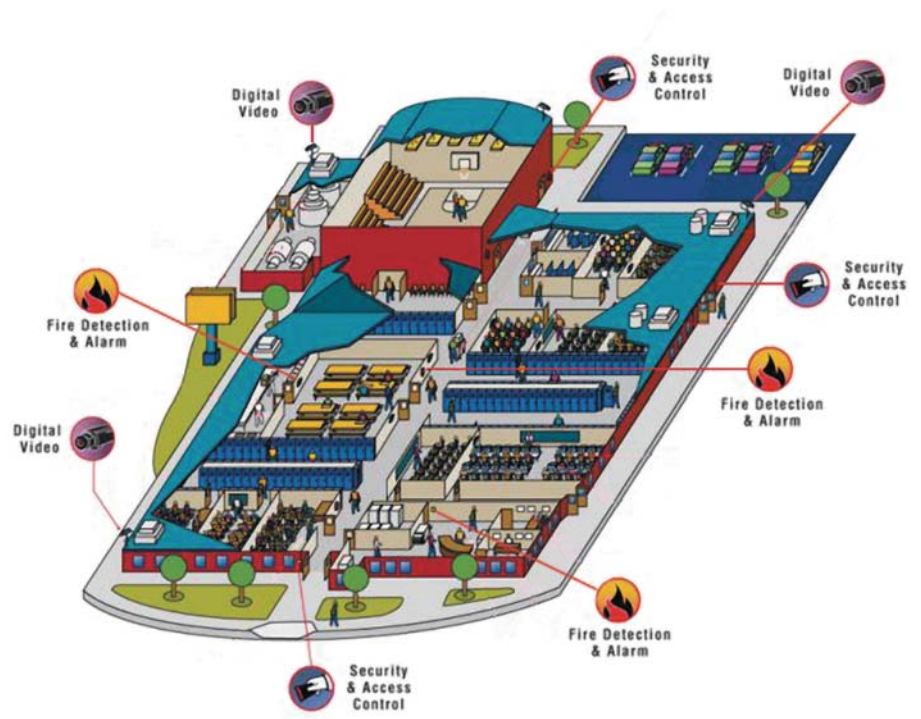 Security
& Access
Control
Digital
Video
Digital
Video
Security
& Access
Control
Fire Detection
& Alarm
Fire Detection
& Alarm
Digital
Video
Fire Detection
& Alarm
Security
& Access
Control